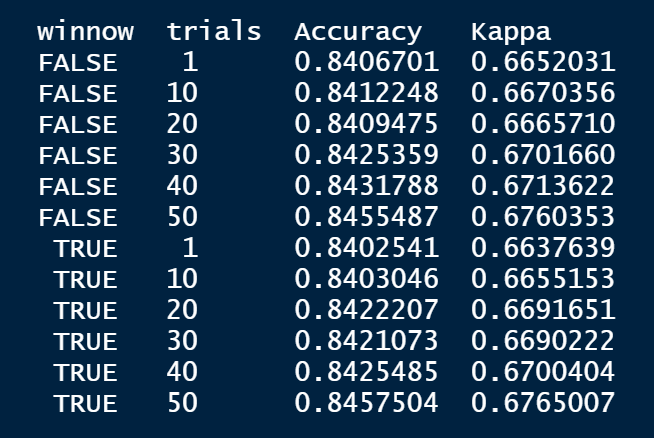 winnow trials Accuracy Kappa
FALSE 1 0.8406701 0.6652031
FALSE 10 0.8412248 0.6670356
FALSE 20 0.8409475 0.6665710
FALSE 30 0.8425359 0.6701660
FALSE 40 0.8431788 0.6713622
FALSE 50 0.8455487 0.6760353
TRUE 1 0.8402541 0.6637639
TRUE 10 0.8403046 0.6655153
TRUE 20 0.8422207 0.6691651
TRUE 30 0.8421073 0.6690222
TRUE 40 0.8425485 0.6700404
TRUE 50 0.8457504 0.6765007